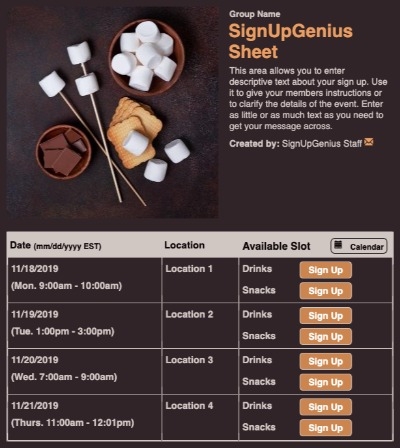 Group Name
SignUpGenius
Sheet
This area allows you to enter
descriptive text about your sign up. Use
it to give your members instructions or
to clarify the details of the event. Enter
as little or as much text as you need to
get your message across.
Created by: SignUpGenius Staff
Date (mm/dd/yyyy EST) Location Available Slot Calendar
11/18/2019 Location 1 Drinks Sign Up
(Mon. 9:00am - 10:00am)
Snacks Sign Up
11/19/2019 Location 2 Drinks Sign Up
(Tue. 1:00pm - 3:00pm)
Snacks Sign Up
11/20/2019 Location 3 Drinks Sign Up
(Wed. 7:00am - 9:00am)
Snacks Sign Up
11/21/2019 Location 4 Drinks Sign Up
(Thurs. 11:00am - 12:01pm)
Snacks Sign Up